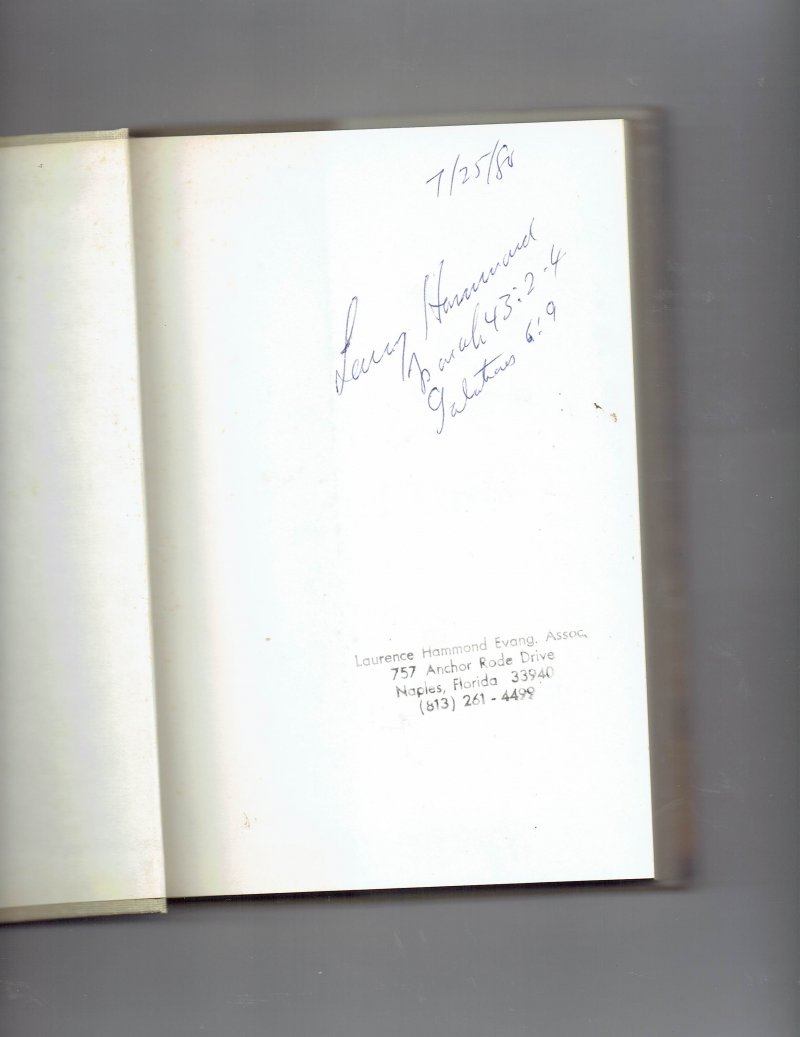 7/25/80
Larry Hammond
Isaiah 43:2-4
Galatians 6:9
Laurence Hammond Evang. Assoc.
757 Anchor Rode Drive
Naples, Florida 33940
(813) 261-4499